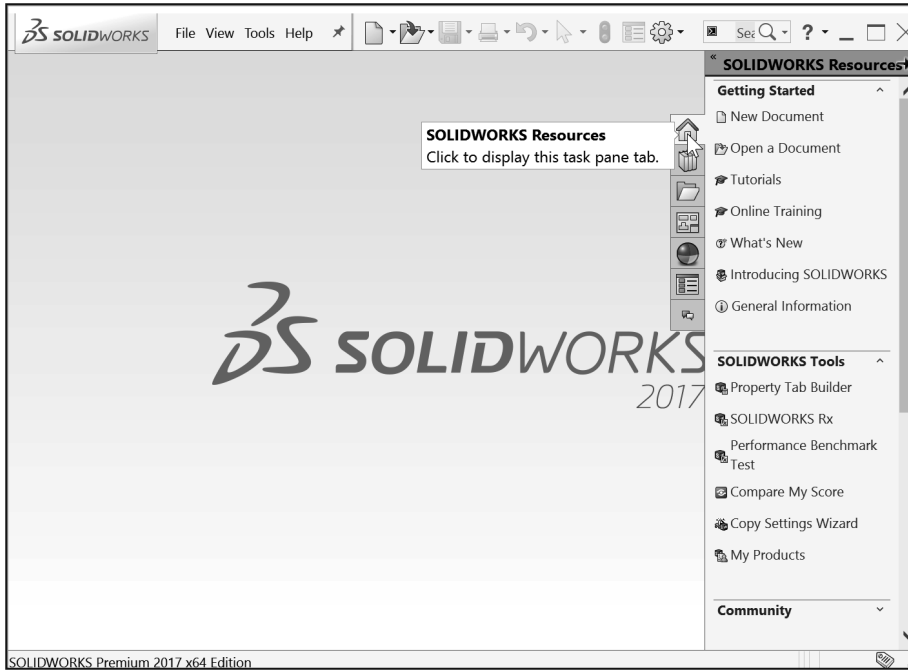 SOLIDWORKS File View Tools Help
?
SOLIDWORKS Resources
Getting Started
New Document
SOLIDWORKS Resources
Click to display this task pane tab.
Open a Document
Tutorials
Online Training
What's New
Introducing SOLIDWORKS
General Information
SOLIDWORKS
2017
SOLIDWORKS Tools
Property Tab Builder
SOLIDWORKS Rx
Performance Benchmark
Test
Compare My Score
Copy Settings Wizard
My Products
Community
SOLIDWORKS Premium 2017 x64 Edition